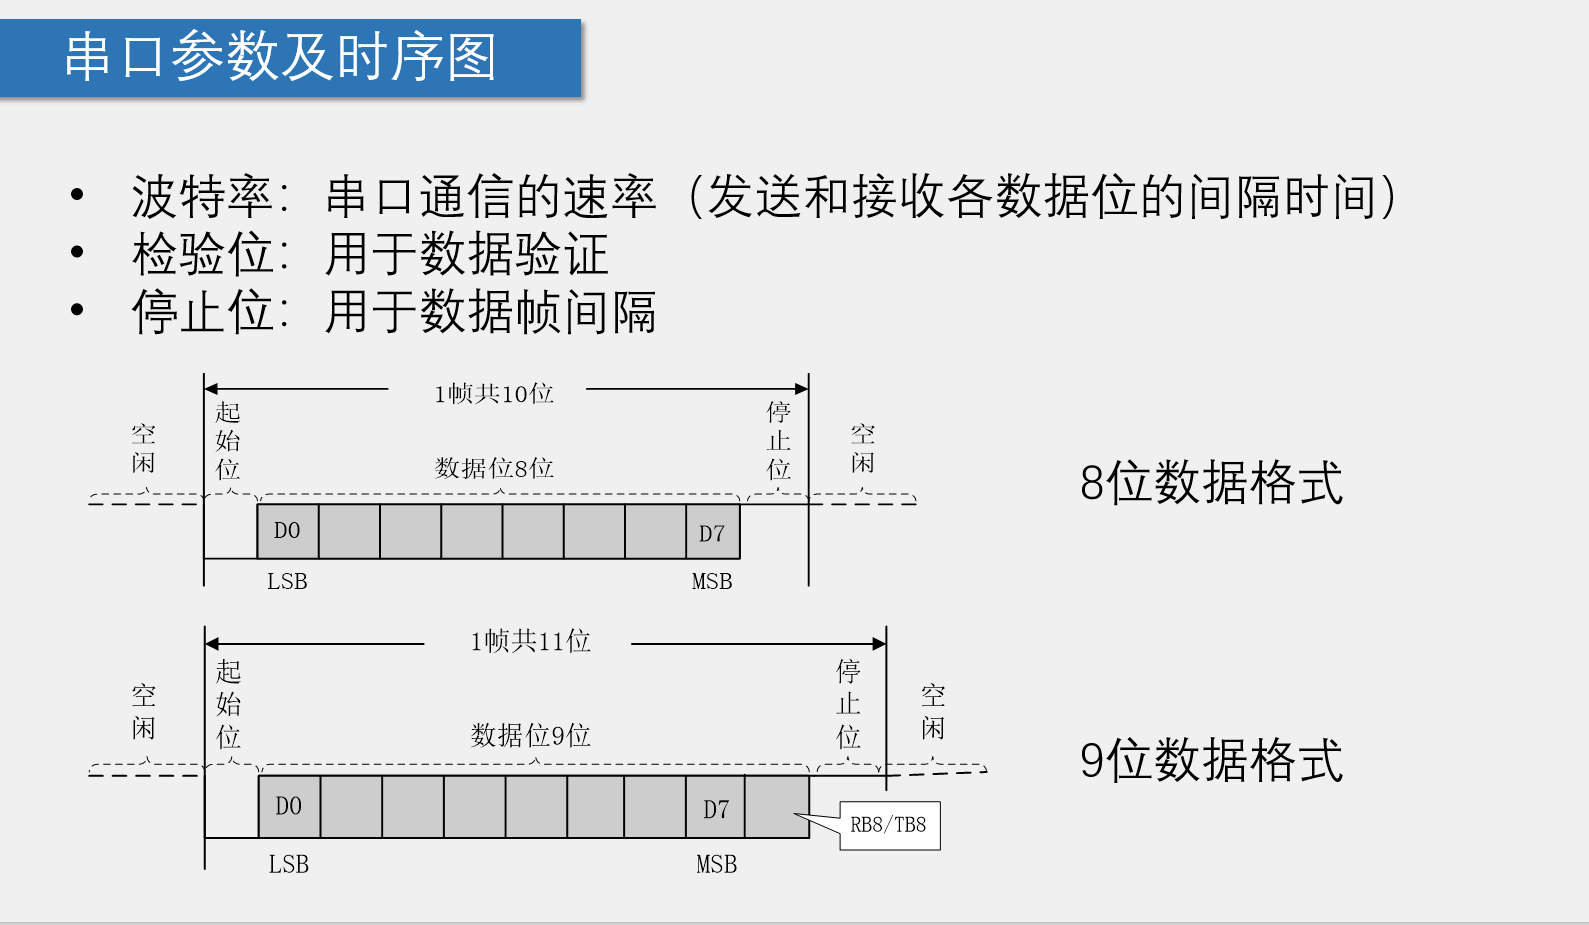 串口参数及时序图
• 波特率：串口通信的速率（发送和接收各数据位的间隔时间）
• 检验位：用于数据验证
• 停止位：用于数据帧间隔
1帧共10位
空闲
起始位
数据位8位
停止位
空闲
D0
D7
LSB
MSB
8位数据格式
1帧共11位
空闲
起始位
数据位9位
停止位
空闲
D0
D7
RB8/TB8
LSB
MSB
9位数据格式